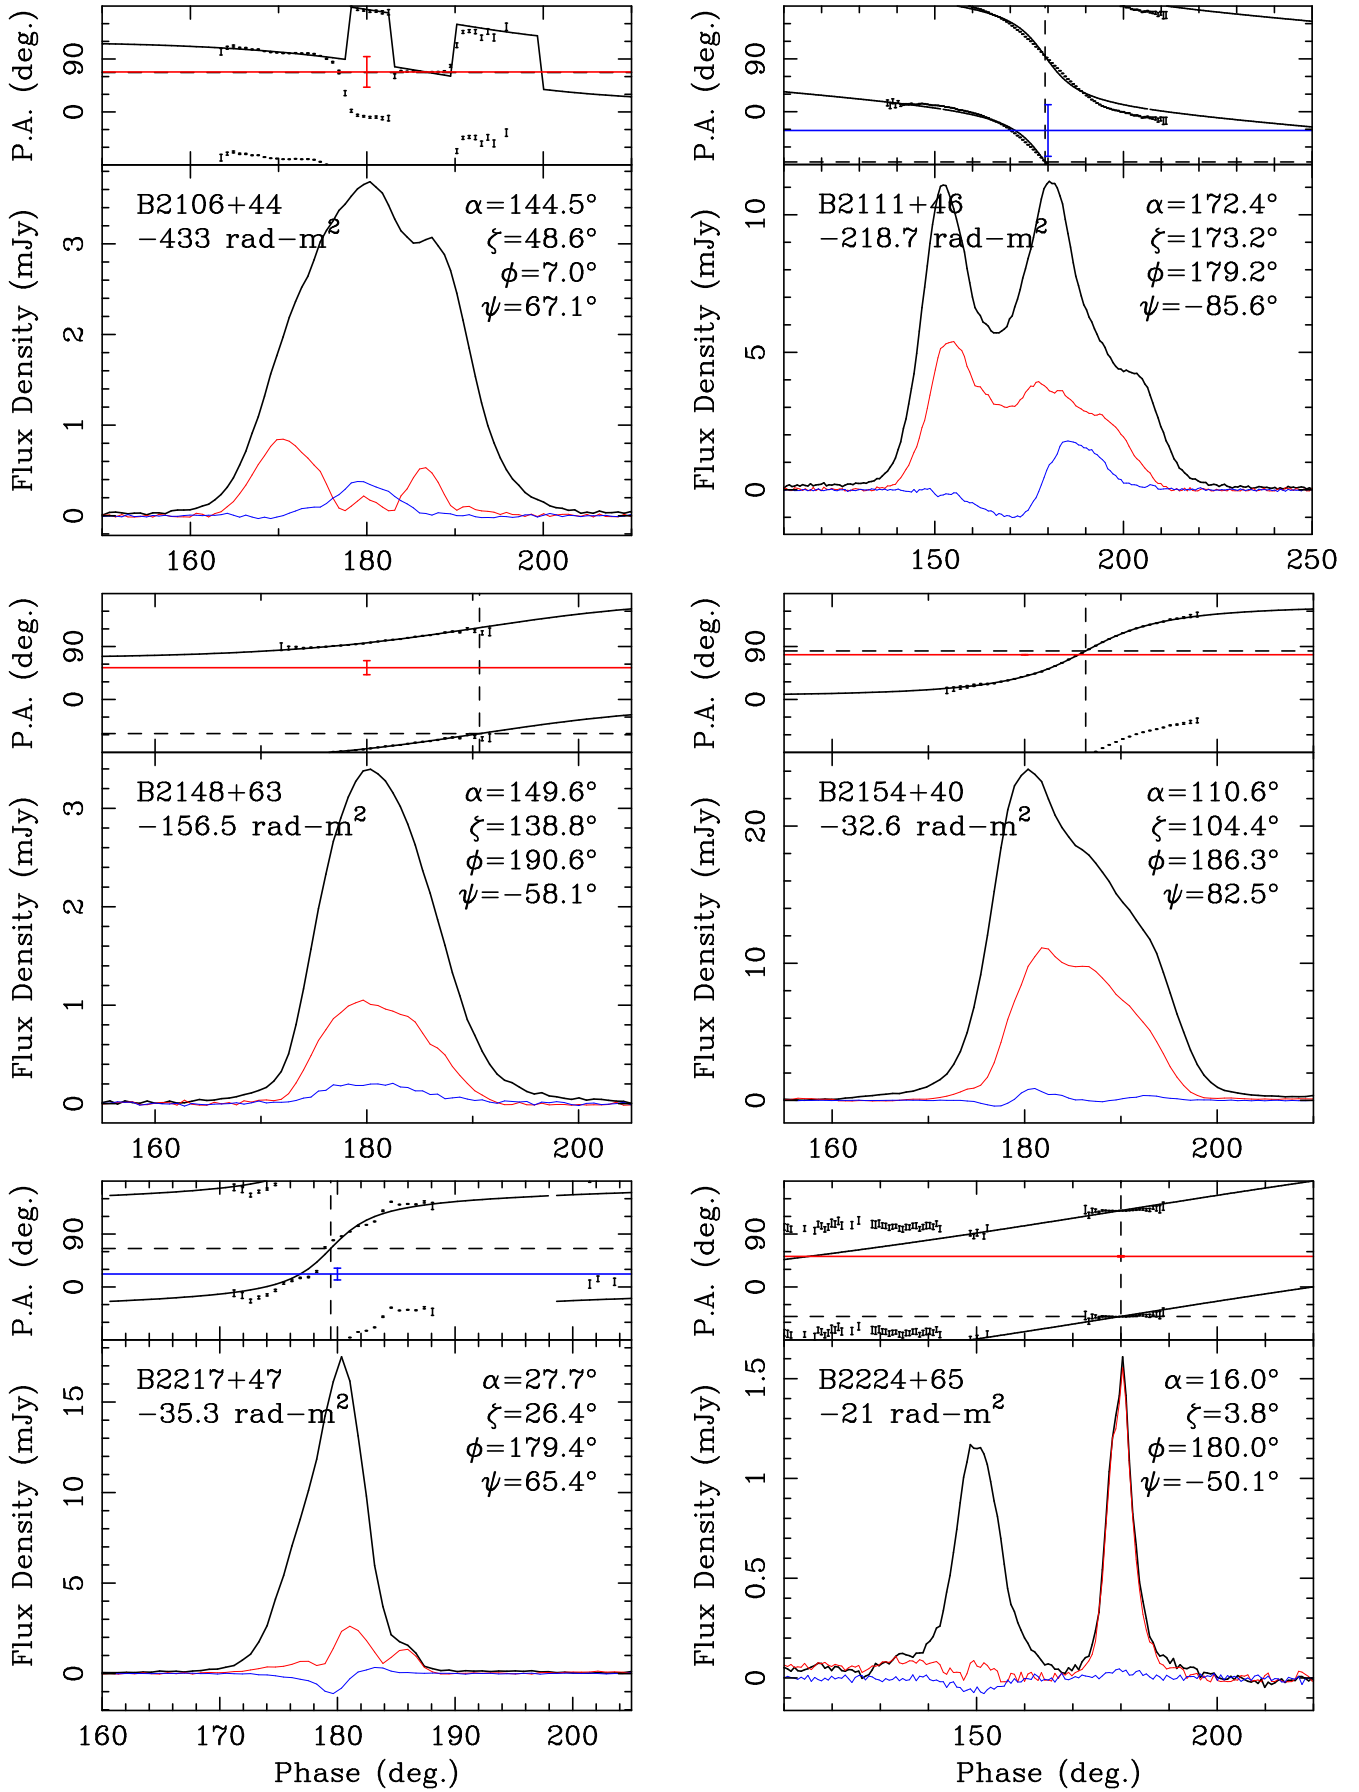 P.A. (deg.)
90
0
Flux Density (mJy)
B2106+44
−433 rad−m²
α=144.5°
ζ=48.6°
ϕ=7.0°
ψ=67.1°
3
2
1
0
160
180
200
P.A. (deg.)
90
0
Flux Density (mJy)
B2111+46
−218.7 rad−m²
α=172.4°
ζ=173.2°
ϕ=179.2°
ψ=−85.6°
10
5
0
150
200
250
P.A. (deg.)
90
0
Flux Density (mJy)
B2148+63
−156.5 rad−m²
α=149.6°
ζ=138.8°
ϕ=190.6°
ψ=−58.1°
3
2
1
0
160
180
200
P.A. (deg.)
90
0
Flux Density (mJy)
B2154+40
−32.6 rad−m²
α=110.6°
ζ=104.4°
ϕ=186.3°
ψ=82.5°
20
10
0
160
180
200
P.A. (deg.)
90
0
Flux Density (mJy)
B2217+47
−35.3 rad−m²
α=27.7°
ζ=26.4°
ϕ=179.4°
ψ=65.4°
15
10
5
0
160
170
180
190
200
Phase (deg.)
P.A. (deg.)
90
0
Flux Density (mJy)
B2224+65
−21 rad−m²
α=16.0°
ζ=3.8°
ϕ=180.0°
ψ=−50.1°
1.5
1
0.5
0
150
180
210
Phase (deg.)